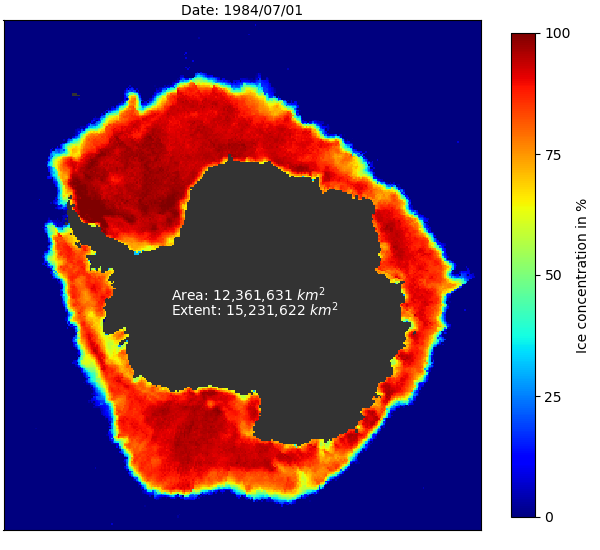 Date: 1984/07/01
Area: 12,361,631 km²
Extent: 15,231,622 km²
100
75
50
25
0
Ice concentration in %